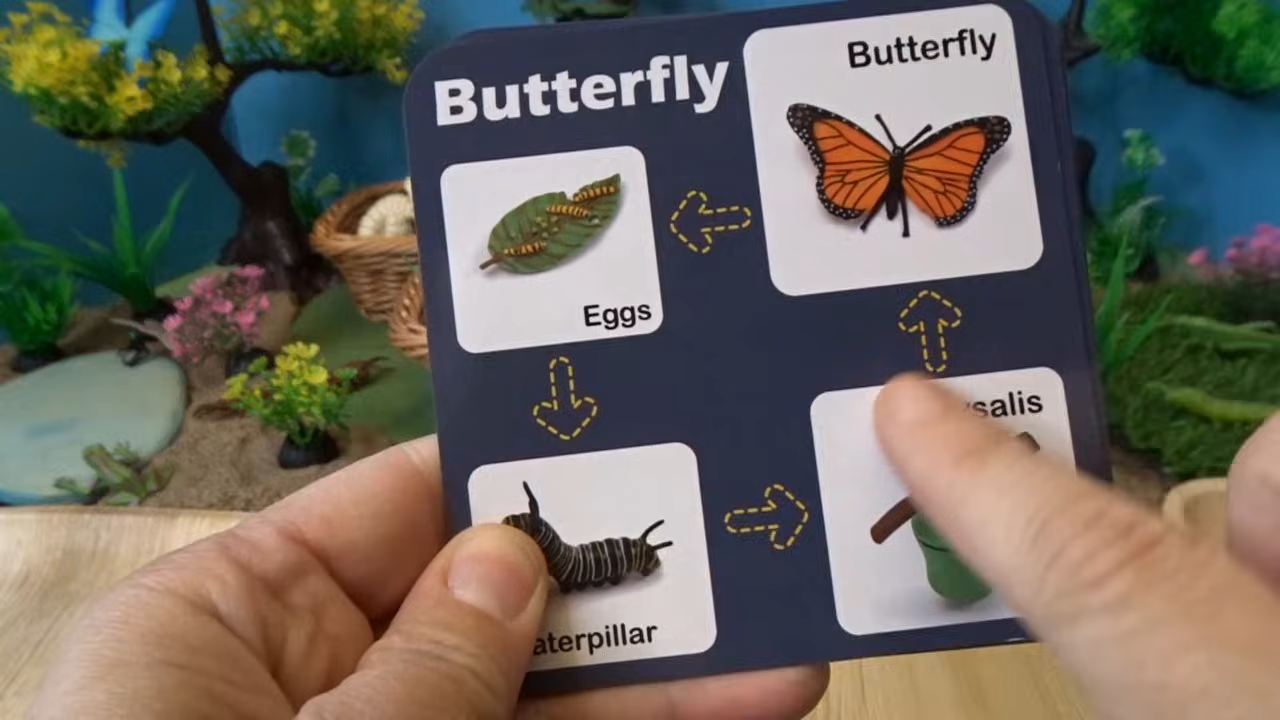 Butterfly
Butterfly
Eggs
aterpillar
salis